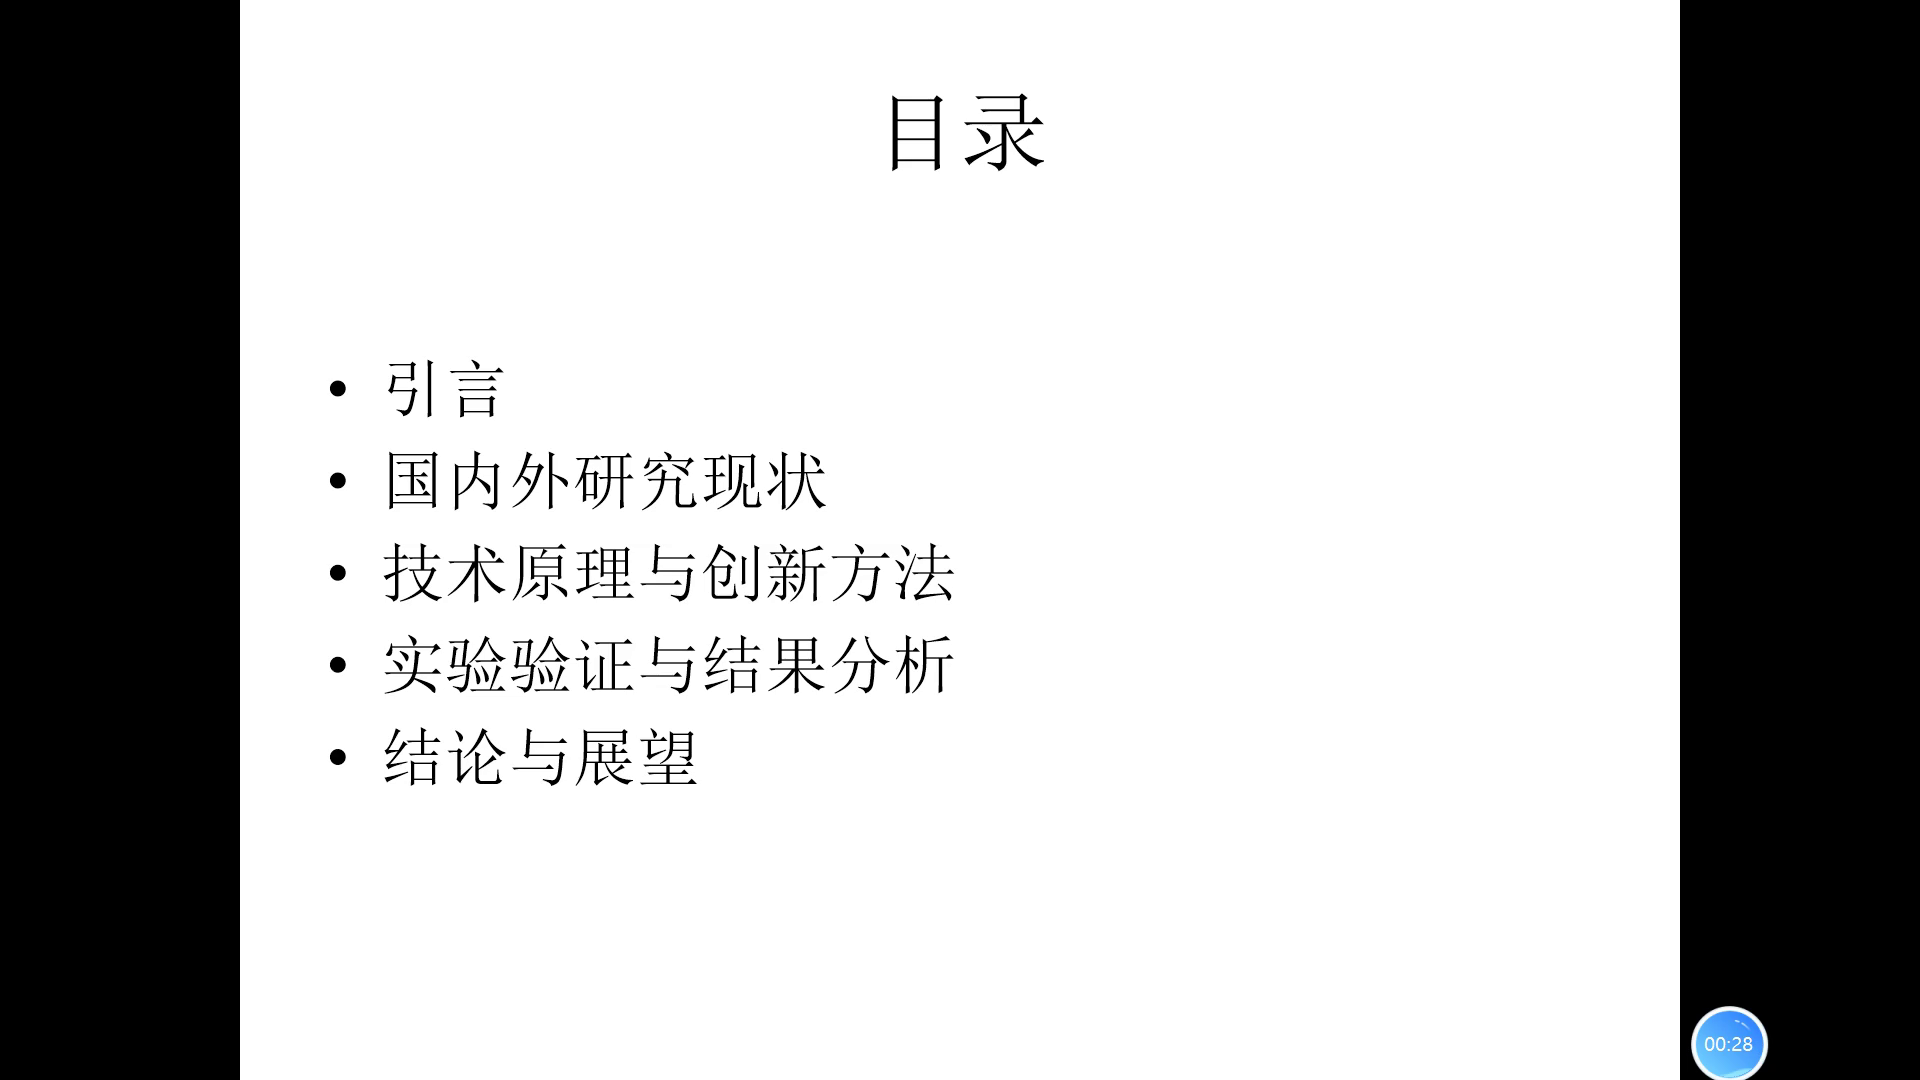 目录
• 引言
• 国内外研究现状
• 技术原理与创新方法
• 实验验证与结果分析
• 结论与展望
00:28